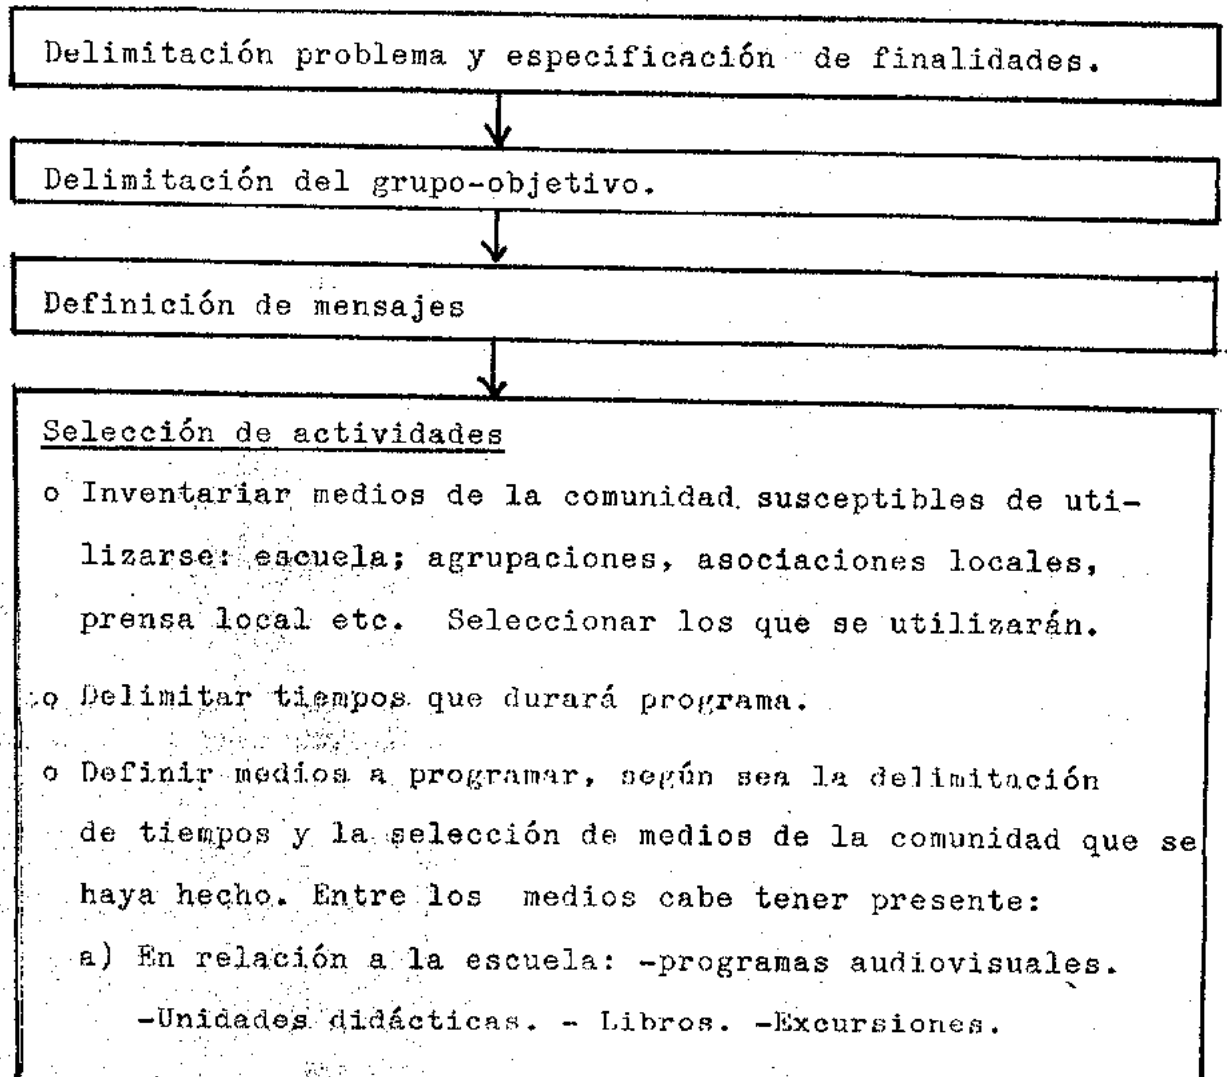 Delimitación problema y especificación de finalidades.
Delimitación del grupo-objetivo.
Definición de mensajes
Selección de actividades
o Inventariar medios de la comunidad susceptibles de uti-
lizarse: escuela; agrupaciones, asociaciones locales,
prensa local etc. Seleccionar los que se utilizarán.
o Delimitar tiempos que durará programa.
o Definir medios a programar, según sea la delimitación
de tiempos y la selección de medios de la comunidad que se
haya hecho. Entre los medios cabe tener presente:
a) En relación a la escuela: -programas audiovisuales.
-Unidades didácticas. - Libros. -Excursiones.